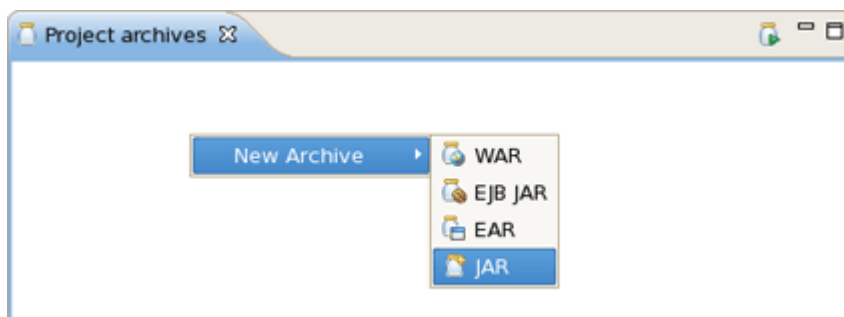 Project archives
New Archive
WAR
EJB JAR
EAR
JAR